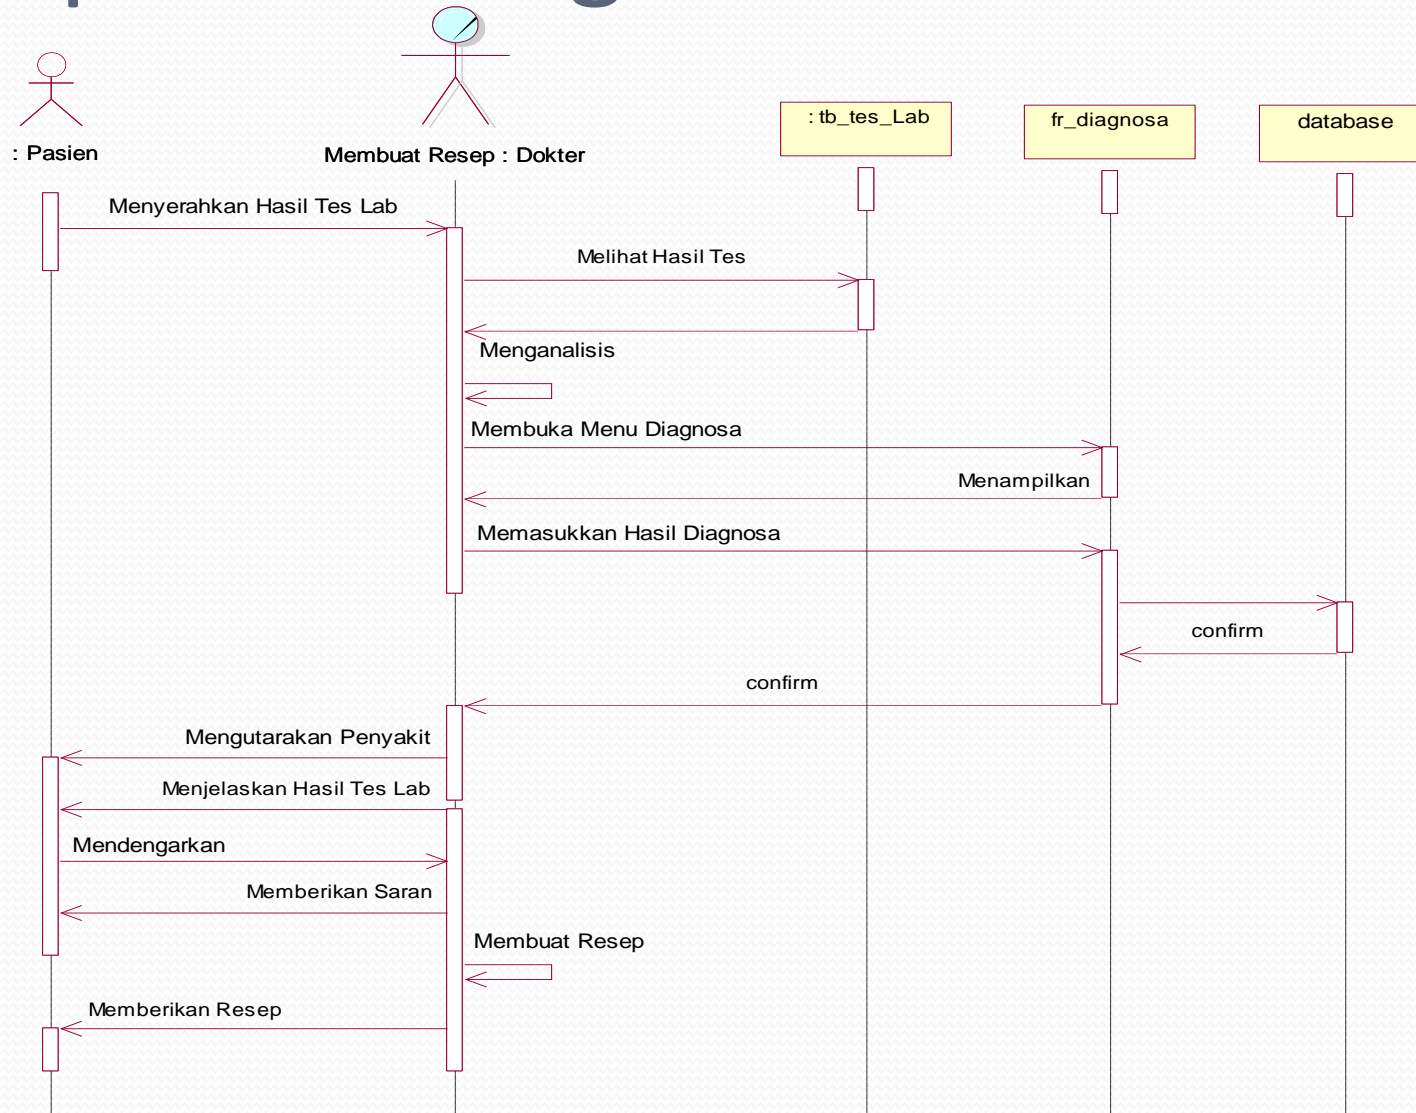 : Pasien
Membuat Resep : Dokter
: tb_tes_Lab
fr_diagnosa
database
Menyerahkan Hasil Tes Lab
Melihat Hasil Tes
Menganalisis
Membuka Menu Diagnosa
Menampilkan
Memasukkan Hasil Diagnosa
confirm
confirm
Mengutarakan Penyakit
Menjelaskan Hasil Tes Lab
Mendengarkan
Memberikan Saran
Membuat Resep
Memberikan Resep